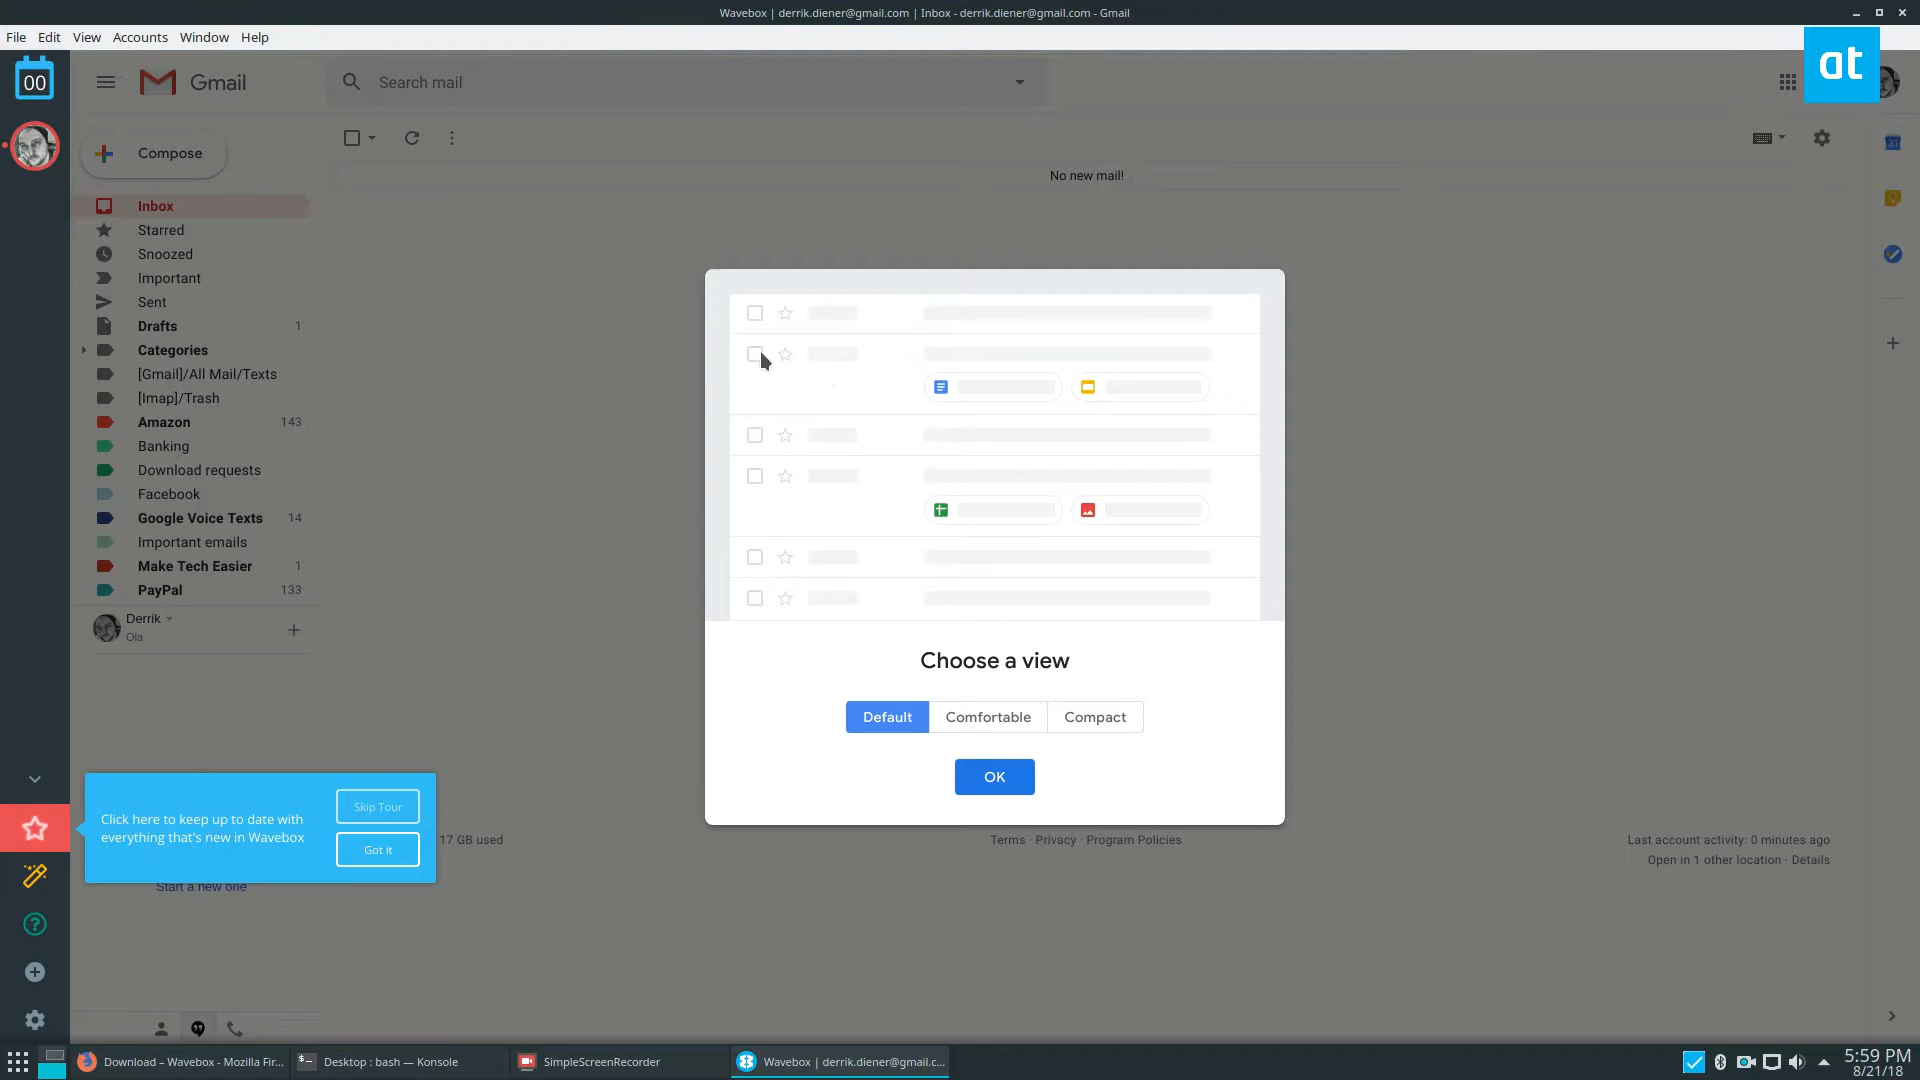 Wavebox | derrik.diener@gmail.com | Inbox - derrik.diener@gmail.com - Gmail
File Edit View Accounts Window Help
at
00
Gmail
Search mail
Compose
No new mail!
Inbox
Starred
Snoozed
Important
Sent
Drafts 1
Categories
[Gmail]/All Mail/Texts
[Imap]/Trash
Amazon 143
Banking
Download requests
Facebook
Google Voice Texts 14
Important emails
Make Tech Easier 1
PayPal 133
Derrik
Ola
Choose a view
Default Comfortable Compact
OK
Click here to keep up to date with
everything that's new in Wavebox
Skip Tour
Got it
17 GB used
Terms · Privacy · Program Policies
Last account activity: 0 minutes ago
Open in 1 other location · Details
Start a new one
Download – Wavebox - Mozilla Fir...
Desktop : bash — Konsole
SimpleScreenRecorder
Wavebox | derrik.diener@gmail.c...
5:59 PM
8/21/18